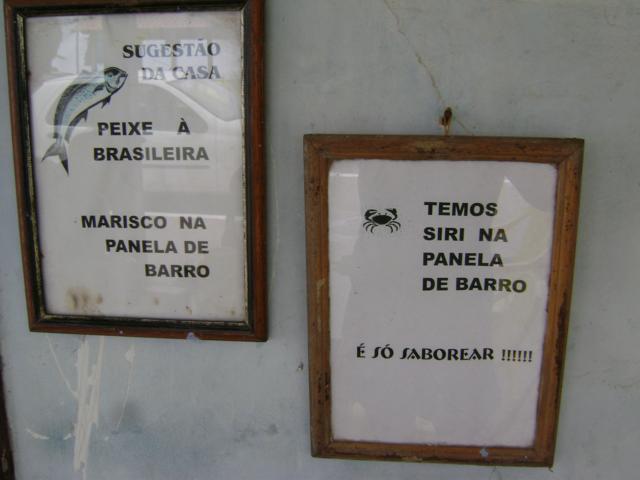 SUGESTÃO
DA CASA
PEIXE À
BRASILEIRA
MARISCO NA
PANELA DE
BARRO
TEMOS
SIRI NA
PANELA
DE BARRO
É SÓ SABOREAR !!!!!!